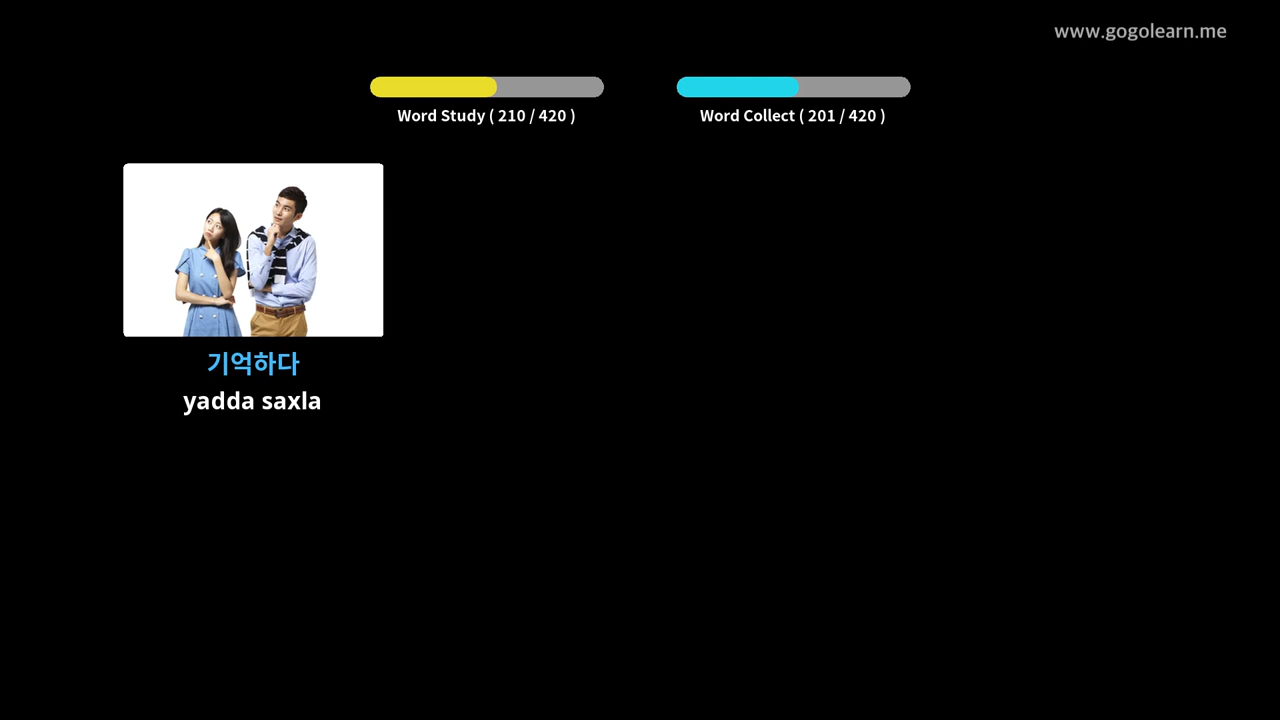 www.gogolearn.me
Word Study ( 210 / 420 )
Word Collect ( 201 / 420 )
기억하다
yadda saxla